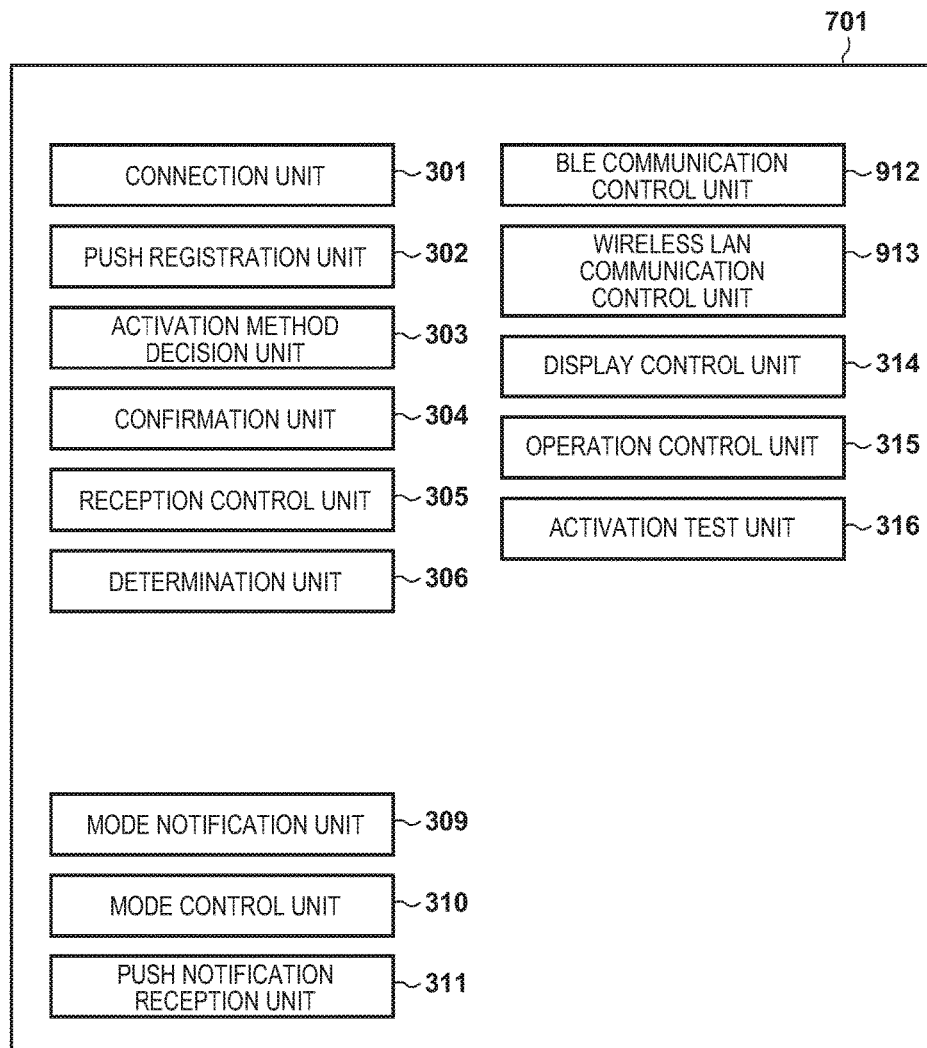 701
CONNECTION UNIT
301
PUSH REGISTRATION UNIT
302
ACTIVATION METHOD
DECISION UNIT
303
CONFIRMATION UNIT
304
RECEPTION CONTROL UNIT
305
DETERMINATION UNIT
306
MODE NOTIFICATION UNIT
309
MODE CONTROL UNIT
310
PUSH NOTIFICATION
RECEPTION UNIT
311
BLE COMMUNICATION
CONTROL UNIT
912
WIRELESS LAN
COMMUNICATION
CONTROL UNIT
913
DISPLAY CONTROL UNIT
314
OPERATION CONTROL UNIT
315
ACTIVATION TEST UNIT
316